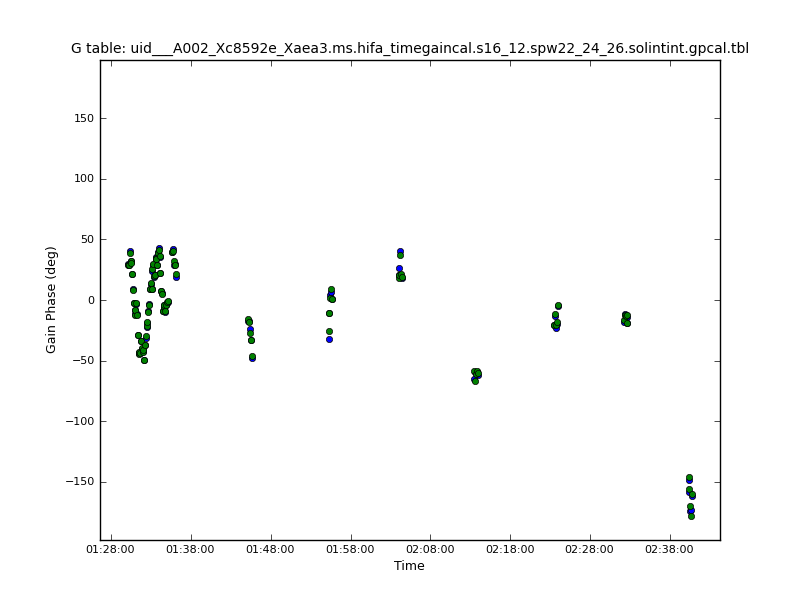 G table: uid___A002_Xc8592e_Xaea3.ms.hifa_timegaincal.s16_12.spw22_24_26.solintint.gpcal.tbl
150
100
50
0
−50
−100
−150
Gain Phase (deg)
01:28:00 01:38:00 01:48:00 01:58:00 02:08:00 02:18:00 02:28:00 02:38:00
Time